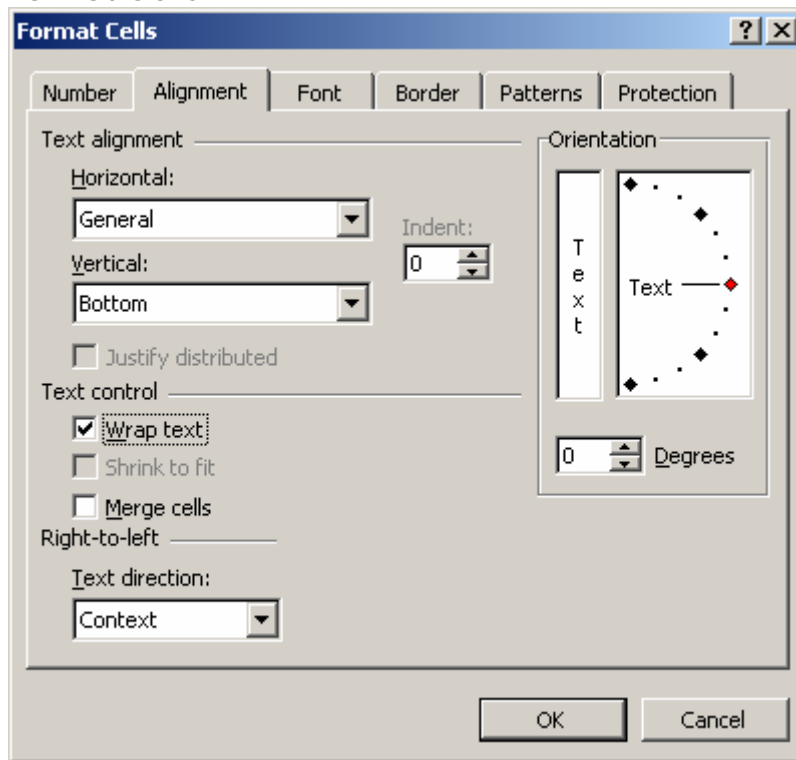 Format Cells
Number Alignment Font Border Patterns Protection
Text alignment
Horizontal:
General
Indent:
0
Vertical:
Bottom
Justify distributed
Text control
Wrap text
Shrink to fit
Merge cells
Right-to-left
Text direction:
Context
Orientation
Text
Text
0 Degrees
OK Cancel